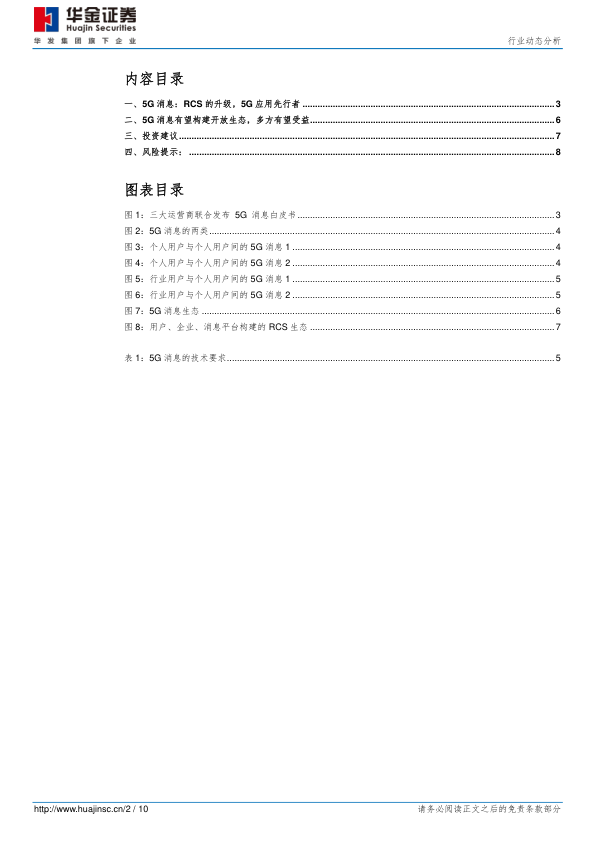 华金证券
Huajin Securities
华发集团旗下企业
行业动态分析
内容目录
一、5G 消息：RCS 的升级，5G 应用先行者 ........ 3
二、5G 消息有望构建开放生态，多方有望受益........ 6
三、投资建议........ 7
四、风险提示： ........ 8
图表目录
图 1：三大运营商联合发布 5G 消息白皮书........ 3
图 2：5G 消息的两类........ 4
图 3：个人用户与个人用户间的 5G 消息 1 ........ 4
图 4：个人用户与个人用户间的 5G 消息 2 ........ 4
图 5：行业用户与个人用户间的 5G 消息 1 ........ 5
图 6：行业用户与个人用户间的 5G 消息 2 ........ 5
图 7：5G 消息生态 ........ 6
图 8：用户、企业、消息平台构建的 RCS 生态 ........ 7
表 1：5G 消息的技术要求........ 5
http://www.huajinsc.cn/2 / 10
请务必阅读正文之后的免责条款部分